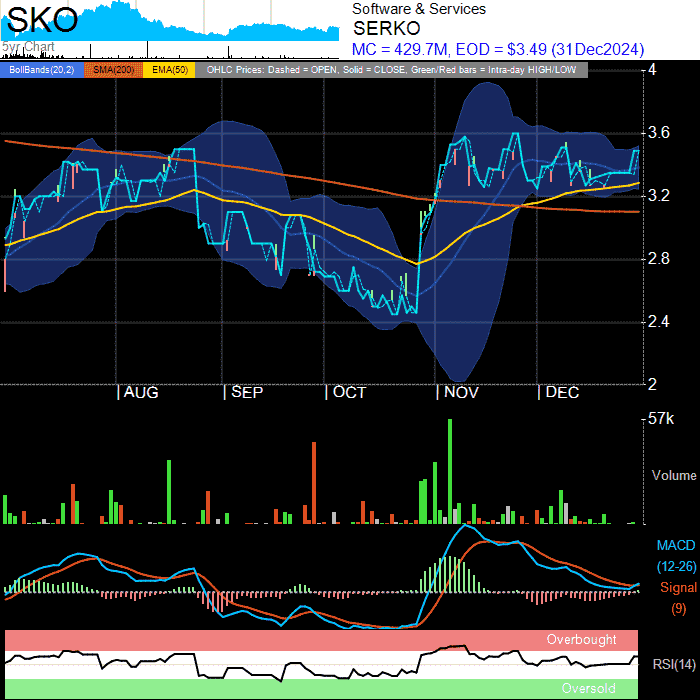 SKO
Software & Services
SERKO
MC = 429.7M, EOD = $3.49 (31Dec2024)
5yr Chart
BollBands(20,2) SMA(200) EMA(50) OHLC Prices: Dashed = OPEN, Solid = CLOSE, Green/Red bars = Intra-day HIGH/LOW
4
3.6
3.2
2.8
2.4
2
| AUG | SEP | OCT | NOV | DEC
57k
Volume
MACD
(12-26)
Signal
(9)
Overbought
RSI(14)
Oversold